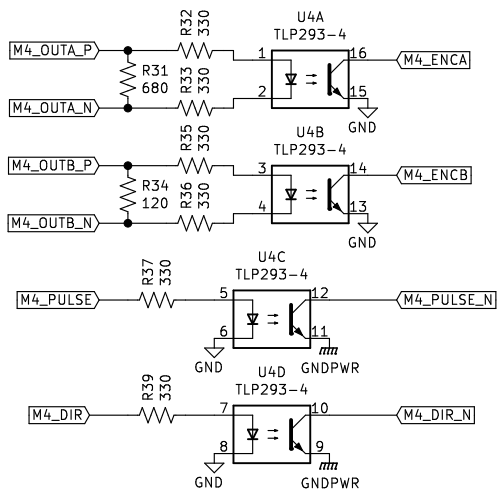 U4A
TLP293-4
R32
330
M4_OUTA_P
1
16
M4_ENCA
R31
680
R33
330
2
15
M4_OUTA_N
GND
U4B
TLP293-4
R35
330
M4_OUTB_P
3
14
M4_ENCB
R34
120
R36
330
4
13
M4_OUTB_N
GND
U4C
TLP293-4
R37
330
M4_PULSE
5
12
M4_PULSE_N
6
11
GND
GNDPWR
U4D
TLP293-4
R39
330
M4_DIR
7
10
M4_DIR_N
8
9
GND
GNDPWR